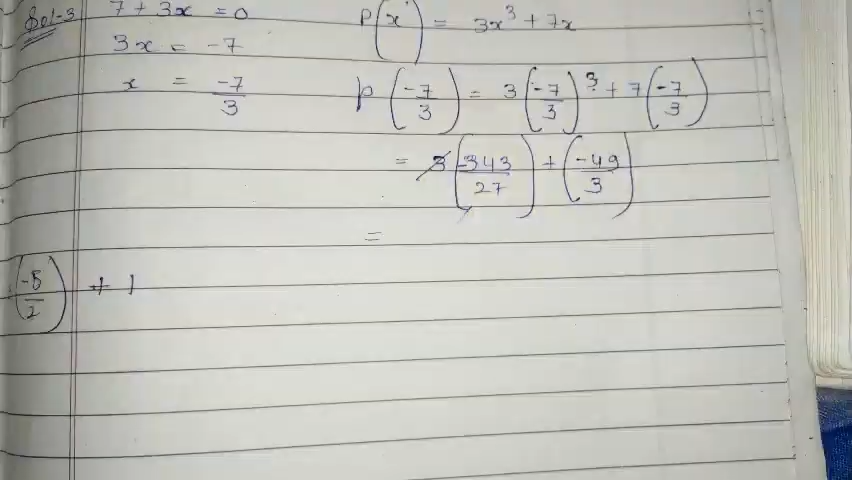 Sol-3 7 + 3x = 0 p(x) = 3x³ + 7x
3x = -7
x = -7/3 p(-7/3) = 3(-7/3)³ + 7(-7/3)
= 3(-343/27) + (-49/3)
=
(-5/2) + 1